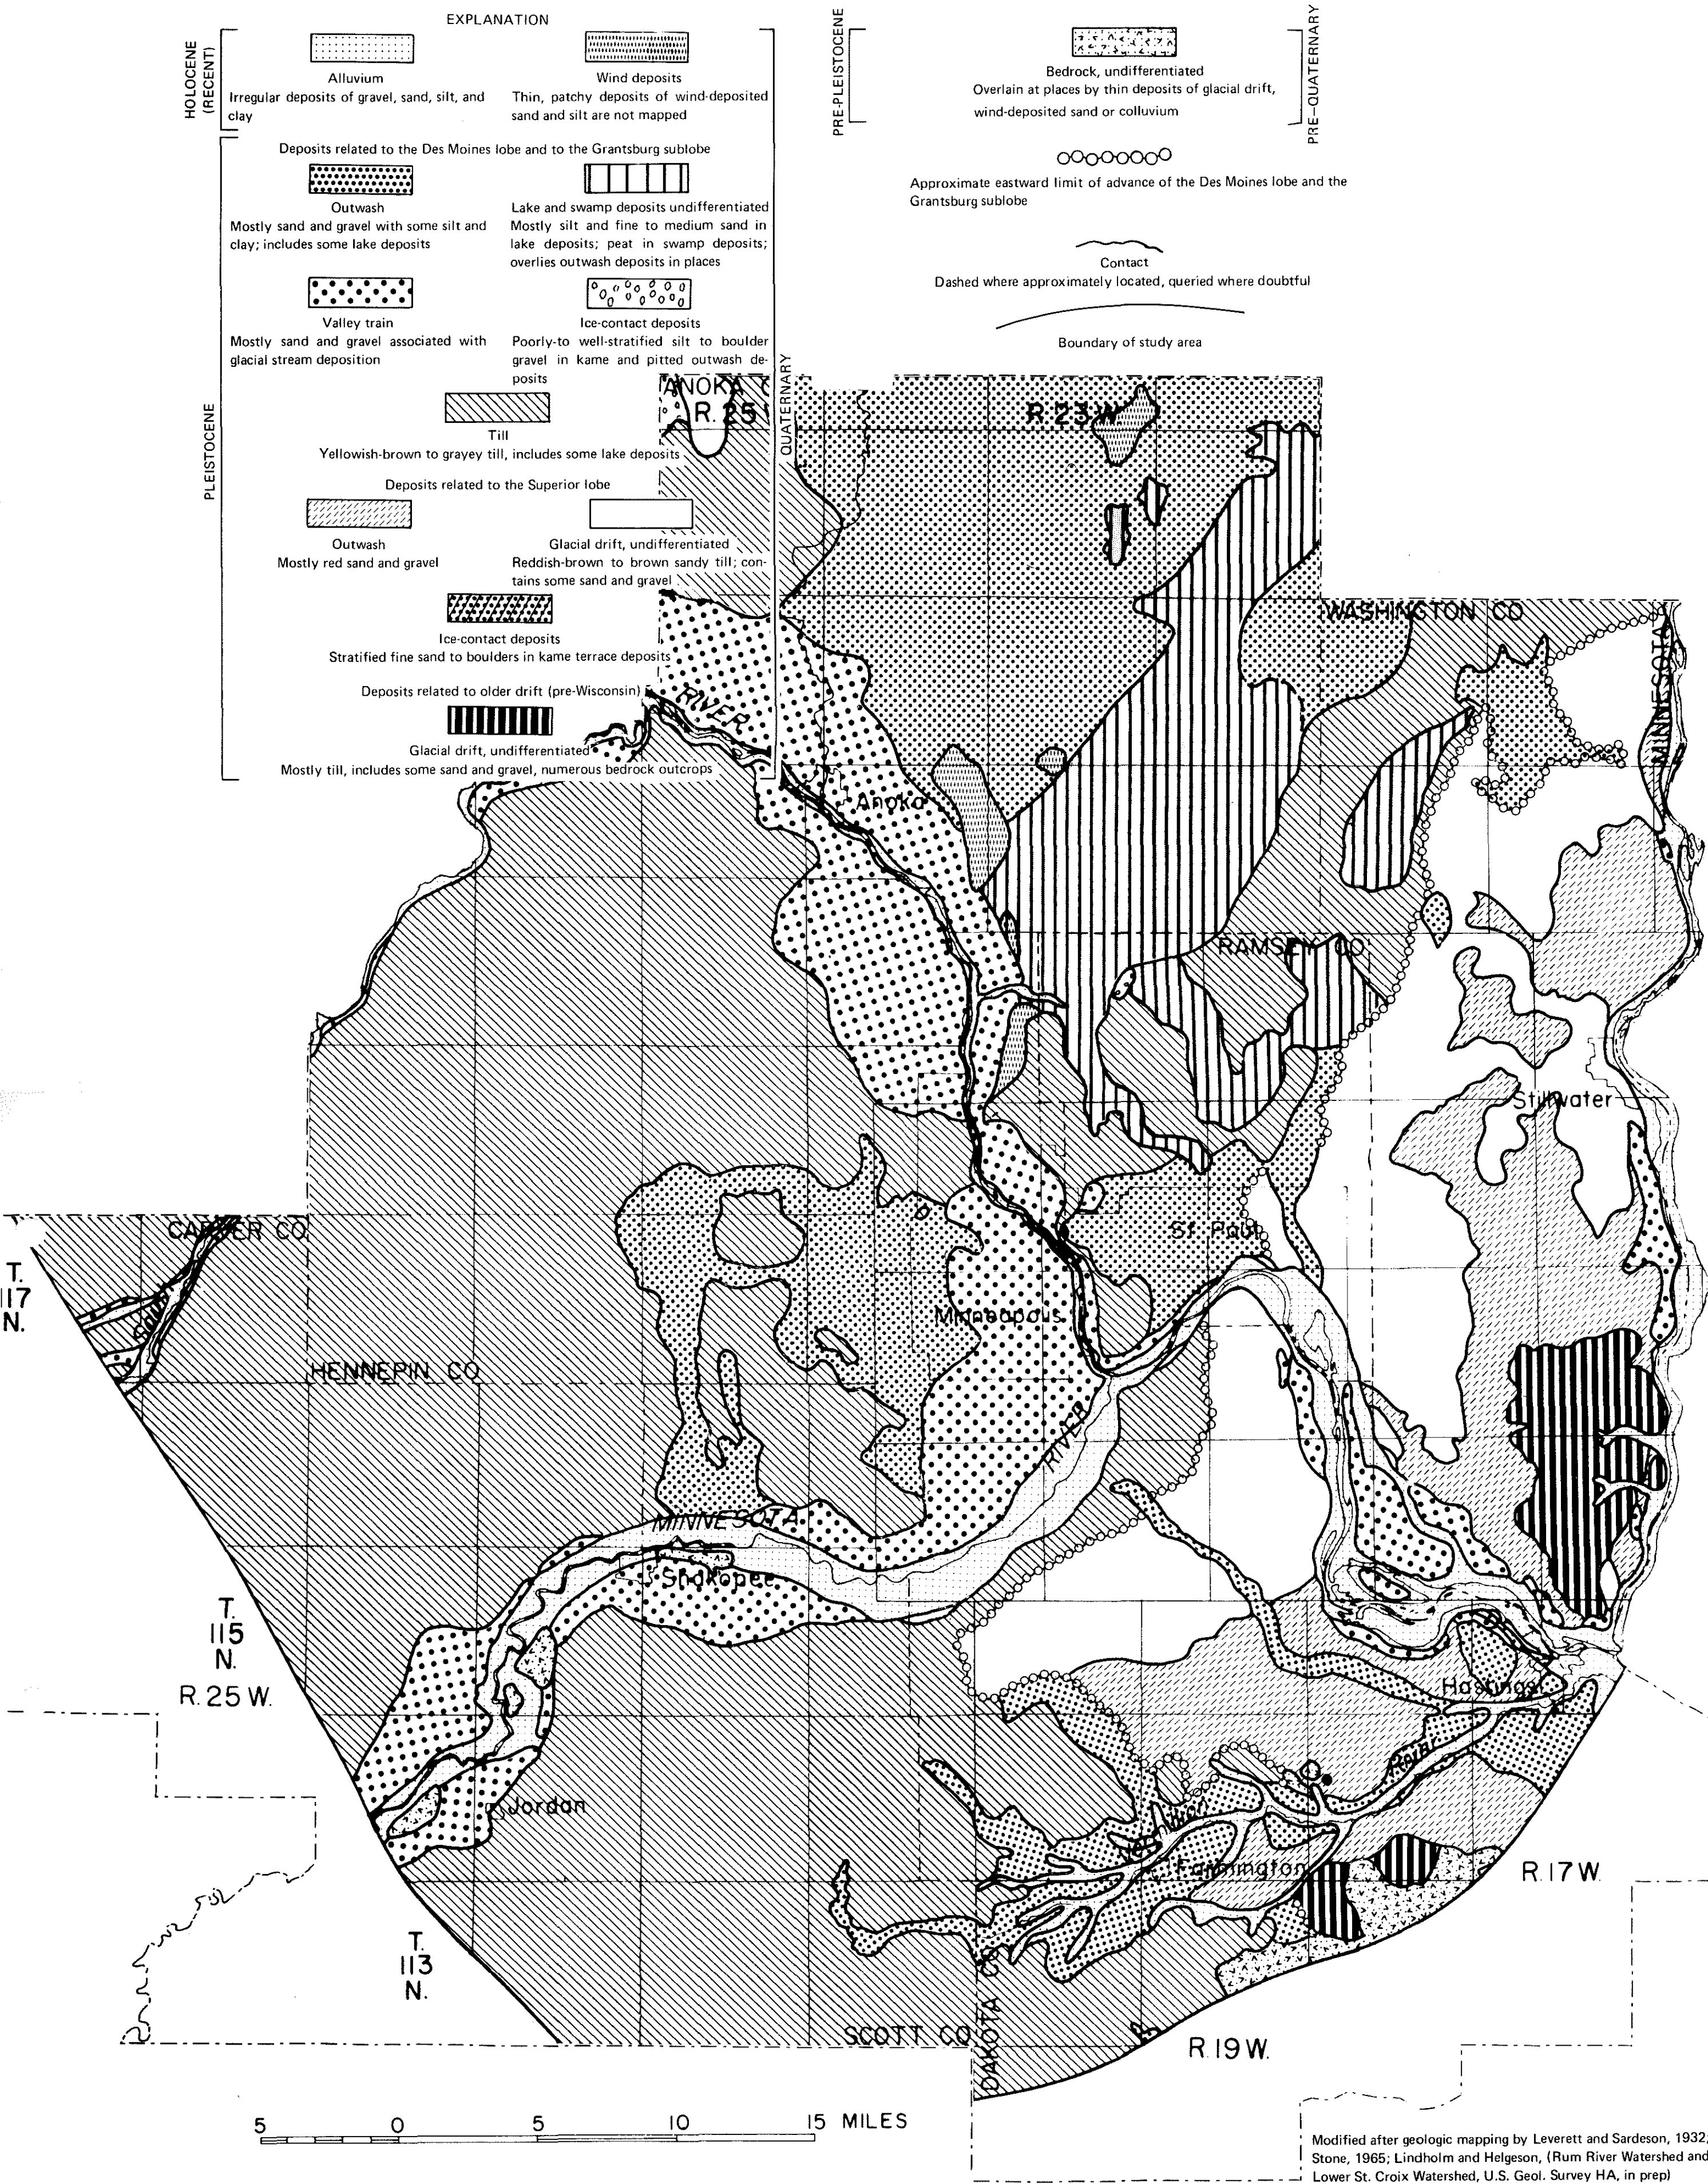 EXPLANATION
HOLOCENE
(RECENT)
Alluvium
Irregular deposits of gravel, sand, silt, and
clay
Wind deposits
Thin, patchy deposits of wind-deposited
sand and silt are not mapped
PLEISTOCENE
QUATERNARY
Deposits related to the Des Moines lobe and to the Grantsburg sublobe
Outwash
Mostly sand and gravel with some silt and
clay; includes some lake deposits
Lake and swamp deposits undifferentiated
Mostly silt and fine to medium sand in
lake deposits; peat in swamp deposits;
overlies outwash deposits in places
Valley train
Mostly sand and gravel associated with
glacial stream deposition
Ice-contact deposits
Poorly-to well-stratified silt to boulder
gravel in kame and pitted outwash de-
posits
Till
Yellowish-brown to grayey till, includes some lake deposits
Deposits related to the Superior lobe
Outwash
Mostly red sand and gravel
Glacial drift, undifferentiated
Reddish-brown to brown sandy till; con-
tains some sand and gravel
Ice-contact deposits
Stratified fine sand to boulders in kame terrace deposits
Deposits related to older drift (pre-Wisconsin)
Glacial drift, undifferentiated
Mostly till, includes some sand and gravel, numerous bedrock outcrops
PRE-PLEISTOCENE
PRE-QUATERNARY
Bedrock, undifferentiated
Overlain at places by thin deposits of glacial drift,
wind-deposited sand or colluvium
Approximate eastward limit of advance of the Des Moines lobe and the
Grantsburg sublobe
Contact
Dashed where approximately located, queried where doubtful
Boundary of study area
ANOKA
R. 25
R. 23 W
WASHINGTON CO
MINNESOTA
RIVER
Anoka
RAMSEY CO
Stillwater
CARVER CO
St Paul
T.
117
N.
Minneapolis
HENNEPIN CO
RIVER
MINNESOTA
Shakopee
T.
115
N.
R. 25 W.
Hastings
River
Jordan
Vermillion
Farmington
R. 17 W.
T.
113
N.
SCOTT CO
DAKOTA CO
R. 19 W.
5 0 5 10 15 MILES
Modified after geologic mapping by Leverett and Sardeson, 1932;
Stone, 1965; Lindholm and Helgeson, (Rum River Watershed and
Lower St. Croix Watershed, U.S. Geol. Survey HA, in prep)